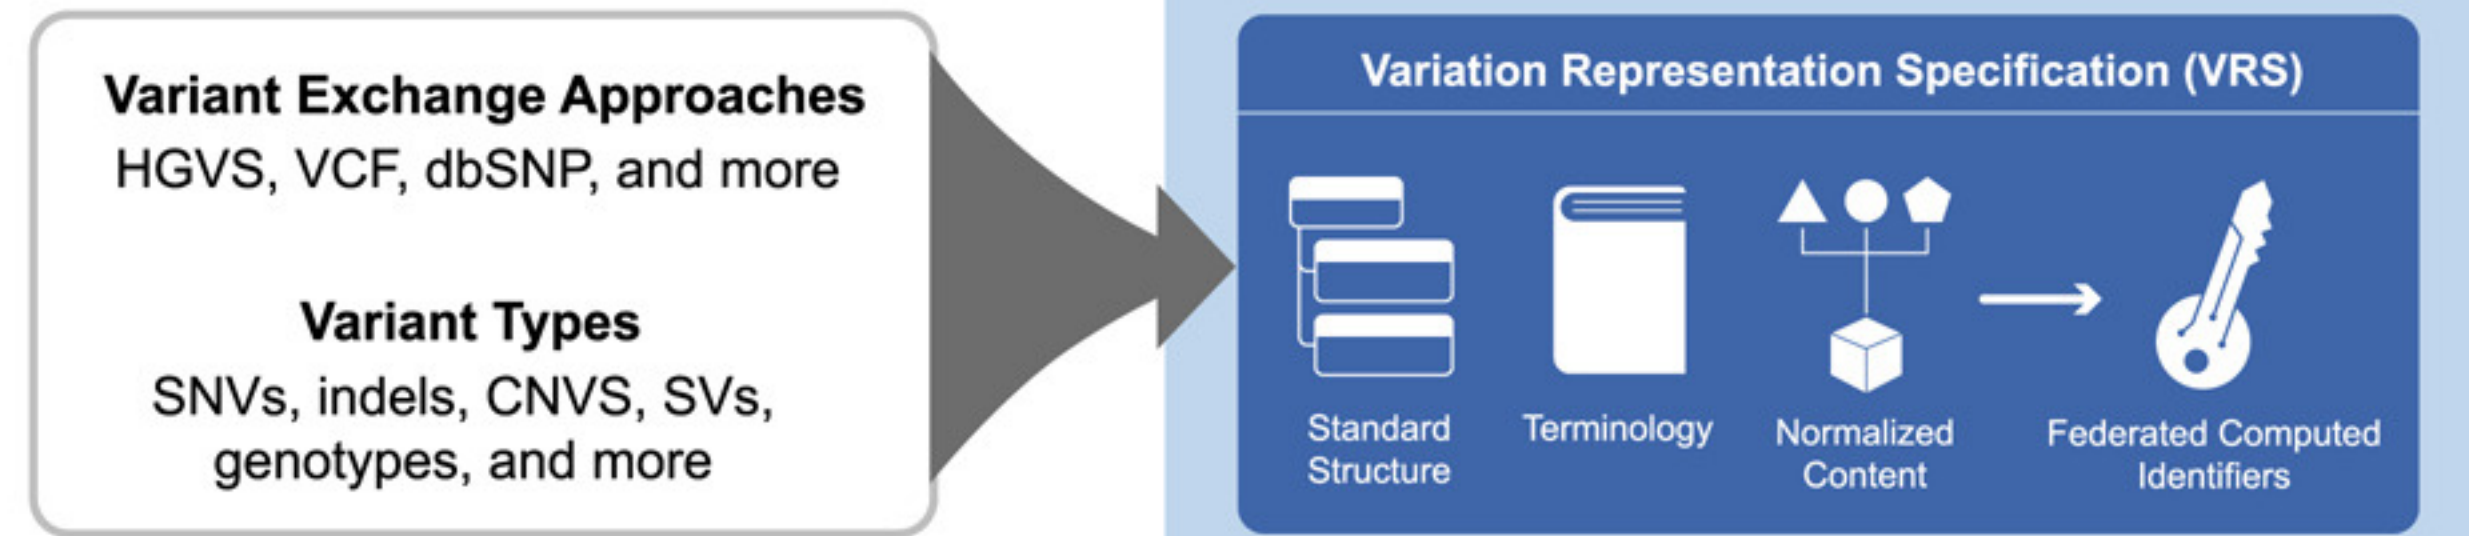 Variant Exchange Approaches
HGVS, VCF, dbSNP, and more
Variant Types
SNVs, indels, CNVS, SVs,
genotypes, and more
Variation Representation Specification (VRS)
Standard
Structure
Terminology
Normalized
Content
Federated Computed
Identifiers